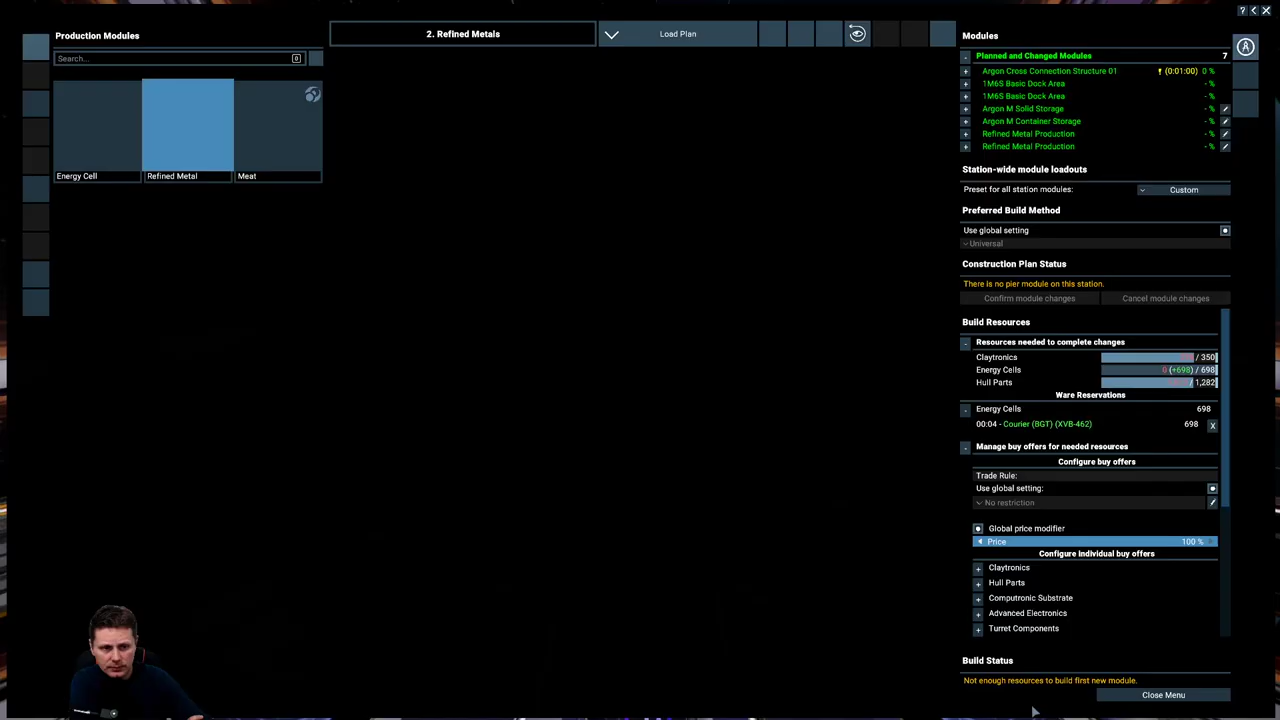 Production Modules
Search...
0
Energy Cell
Refined Metal
Meat
2. Refined Metals
Load Plan
?
Modules
Planned and Changed Modules 7
Argon Cross Connection Structure 01 ! (0:01:00) 0 %
1M6S Basic Dock Area - %
1M6S Basic Dock Area - %
Argon M Solid Storage - %
Argon M Container Storage - %
Refined Metal Production - %
Refined Metal Production - %
Station-wide module loadouts
Preset for all station modules: Custom
Preferred Build Method
Use global setting
Universal
Construction Plan Status
There is no pier module on this station.
Confirm module changes Cancel module changes
Build Resources
Resources needed to complete changes
Claytronics / 350
Energy Cells 0 (+698) / 698
Hull Parts / 1,282
Ware Reservations
Energy Cells 698
00:04 - Courier (BGT) (XVB-462) 698 X
Manage buy offers for needed resources
Configure buy offers
Trade Rule:
Use global setting:
No restriction
Global price modifier
Price 100 %
Configure individual buy offers
+ Claytronics
+ Hull Parts
+ Computronic Substrate
+ Advanced Electronics
+ Turret Components
Build Status
Not enough resources to build first new module.
Close Menu